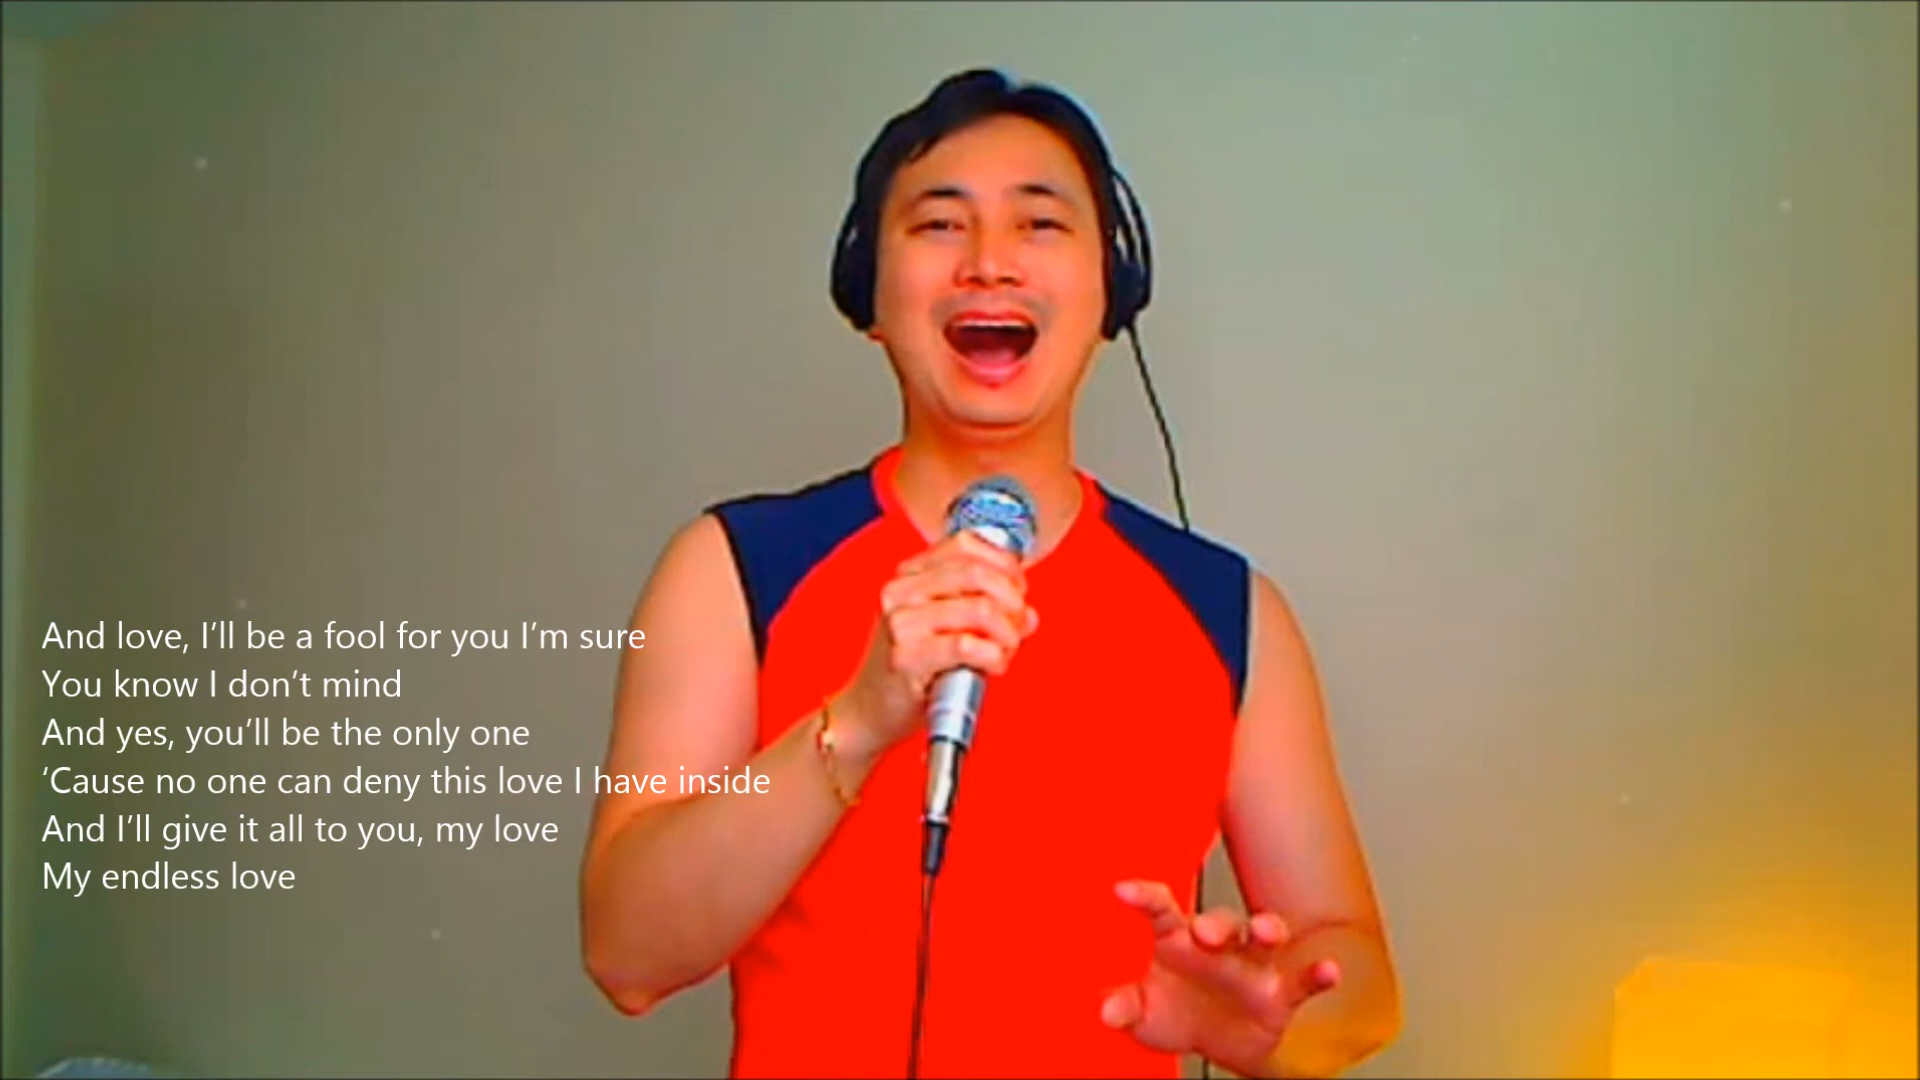 And love, I’ll be a fool for you I’m sure
You know I don’t mind
And yes, you’ll be the only one
‘Cause no one can deny this love I have inside
And I’ll give it all to you, my love
My endless love